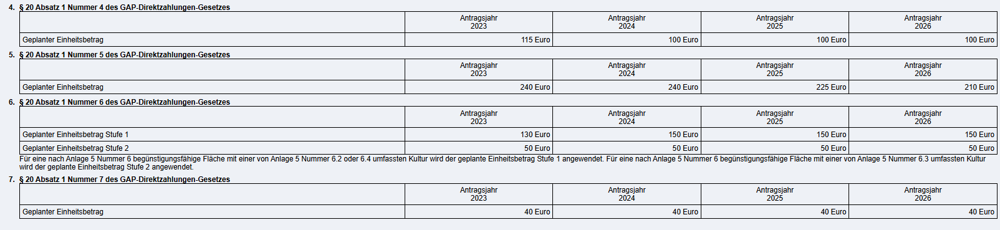 4. § 20 Absatz 1 Nummer 4 des GAP-Direktzahlungen-Gesetzes
Antragsjahr 2023 Antragsjahr 2024 Antragsjahr 2025 Antragsjahr 2026
Geplanter Einheitsbetrag 115 Euro 100 Euro 100 Euro 100 Euro
5. § 20 Absatz 1 Nummer 5 des GAP-Direktzahlungen-Gesetzes
Antragsjahr 2023 Antragsjahr 2024 Antragsjahr 2025 Antragsjahr 2026
Geplanter Einheitsbetrag 240 Euro 240 Euro 225 Euro 210 Euro
6. § 20 Absatz 1 Nummer 6 des GAP-Direktzahlungen-Gesetzes
Antragsjahr 2023 Antragsjahr 2024 Antragsjahr 2025 Antragsjahr 2026
Geplanter Einheitsbetrag Stufe 1 130 Euro 150 Euro 150 Euro 150 Euro
Geplanter Einheitsbetrag Stufe 2 50 Euro 50 Euro 50 Euro 50 Euro
Für eine nach Anlage 5 Nummer 6 begünstigungsfähige Fläche mit einer von Anlage 5 Nummer 6.2 oder 6.4 umfassten Kultur wird der geplante Einheitsbetrag Stufe 1 angewendet. Für eine nach Anlage 5 Nummer 6 begünstigungsfähige Fläche mit einer von Anlage 5 Nummer 6.3 umfassten Kultur
wird der geplante Einheitsbetrag Stufe 2 angewendet.
7. § 20 Absatz 1 Nummer 7 des GAP-Direktzahlungen-Gesetzes
Antragsjahr 2023 Antragsjahr 2024 Antragsjahr 2025 Antragsjahr 2026
Geplanter Einheitsbetrag 40 Euro 40 Euro 40 Euro 40 Euro